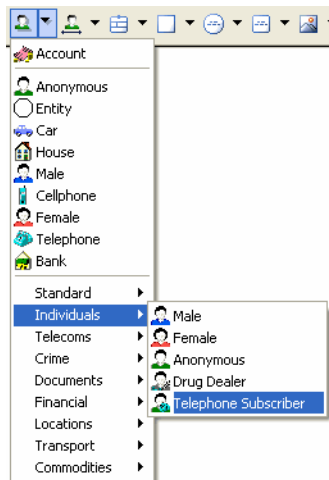 Account
Anonymous
Entity
Car
House
Male
Cellphone
Female
Telephone
Bank
Standard
Individuals
Telecoms
Crime
Documents
Financial
Locations
Transport
Commodities
Male
Female
Anonymous
Drug Dealer
Telephone Subscriber